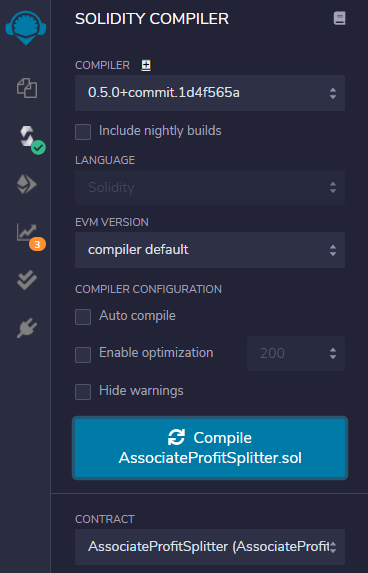 SOLIDITY COMPILER
COMPILER
0.5.0+commit.1d4f565a
Include nightly builds
LANGUAGE
Solidity
EVM VERSION
compiler default
COMPILER CONFIGURATION
Auto compile
3
Enable optimization 200
Hide warnings
Compile
AssociateProfitSplitter.sol
CONTRACT
AssociateProfitSplitter (AssociateProfit